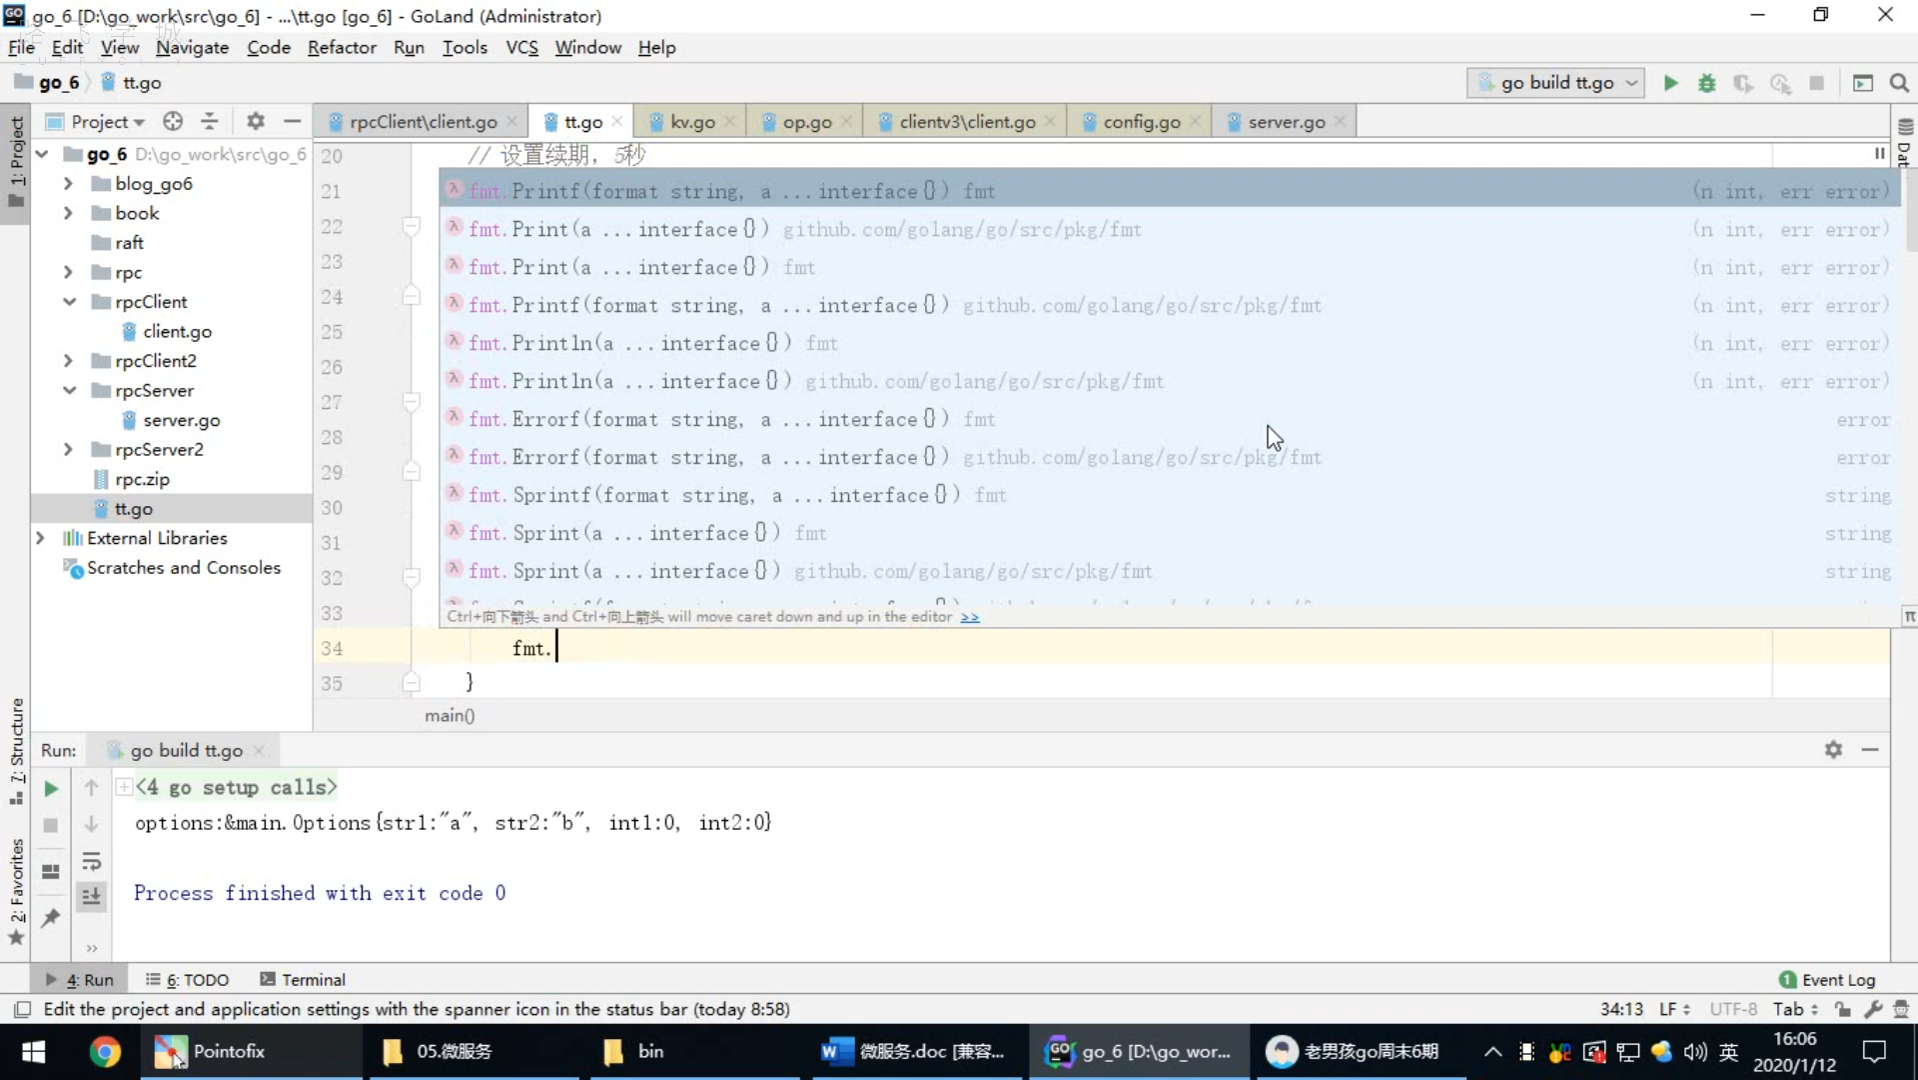 go_6 [D:\go_work\src\go_6] - ...\tt.go [go_6] - GoLand (Administrator)
File Edit View Navigate Code Refactor Run Tools VCS Window Help
go_6 tt.go go build tt.go
1: Project
Project
rpcClient\client.go tt.go kv.go op.go clientv3\client.go config.go server.go
go_6 D:\go_work\src\go_6
blog_go6
book
raft
rpc
rpcClient
client.go
rpcClient2
rpcServer
server.go
rpcServer2
rpc.zip
tt.go
External Libraries
Scratches and Consoles
20 // 设置续期，5秒
21 fmt.Printf(format string, a ...interface{}) fmt (n int, err error)
22 fmt.Print(a ...interface{}) github.com/golang/go/src/pkg/fmt (n int, err error)
23 fmt.Print(a ...interface{}) fmt (n int, err error)
24 fmt.Printf(format string, a ...interface{}) github.com/golang/go/src/pkg/fmt (n int, err error)
25 fmt.Println(a ...interface{}) fmt (n int, err error)
26 fmt.Println(a ...interface{}) github.com/golang/go/src/pkg/fmt (n int, err error)
27 fmt.Errorf(format string, a ...interface{}) fmt error
28 fmt.Errorf(format string, a ...interface{}) github.com/golang/go/src/pkg/fmt error
29 fmt.Sprintf(format string, a ...interface{}) fmt string
30 fmt.Sprint(a ...interface{}) fmt string
31 fmt.Sprint(a ...interface{}) github.com/golang/go/src/pkg/fmt string
32
33 Ctrl+向下箭头 and Ctrl+向上箭头 will move caret down and up in the editor >>
34 fmt.
35 }
main()
Dat
7: Structure
2: Favorites
Run: go build tt.go
<4 go setup calls>
options:&main.Options{str1:"a", str2:"b", int1:0, int2:0}
Process finished with exit code 0
4: Run 6: TODO Terminal 1 Event Log
Edit the project and application settings with the spanner icon in the status bar (today 8:58) 34:13 LF UTF-8 Tab
Pointofix 05.微服务 bin 微服务.doc [兼容... go_6 [D:\go_wor... 老男孩go周末6期 英 16:06
2020/1/12